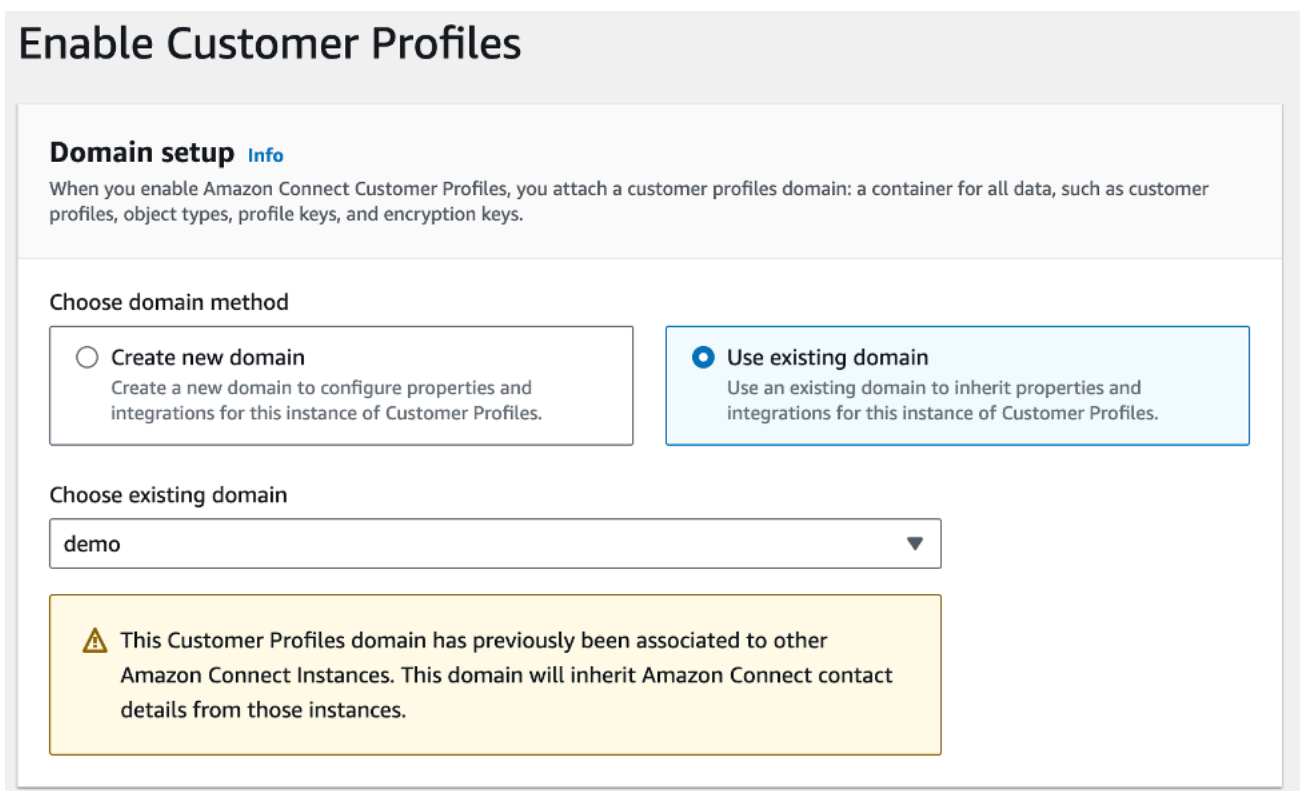 Enable Customer Profiles
Domain setup Info
When you enable Amazon Connect Customer Profiles, you attach a customer profiles domain: a container for all data, such as customer
profiles, object types, profile keys, and encryption keys.
Choose domain method
Create new domain
Create a new domain to configure properties and
integrations for this instance of Customer Profiles.
Use existing domain
Use an existing domain to inherit properties and
integrations for this instance of Customer Profiles.
Choose existing domain
demo
This Customer Profiles domain has previously been associated to other
Amazon Connect Instances. This domain will inherit Amazon Connect contact
details from those instances.